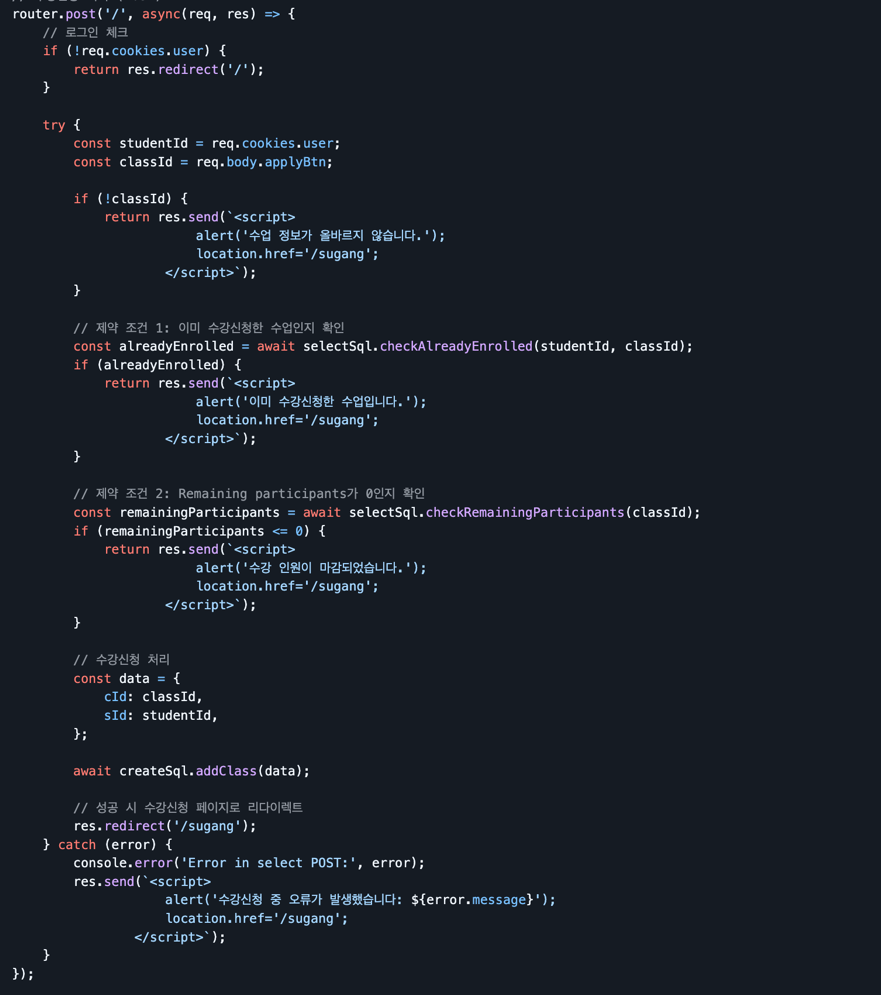 router.post('/', async(req, res) => {
    // 로그인 체크
    if (!req.cookies.user) {
        return res.redirect('/');
    }

    try {
        const studentId = req.cookies.user;
        const classId = req.body.applyBtn;

        if (!classId) {
            return res.send(`<script>
                        alert('수업 정보가 올바르지 않습니다.');
                        location.href='/sugang';
                    </script>`);
        }

        // 제약 조건 1: 이미 수강신청한 수업인지 확인
        const alreadyEnrolled = await selectSql.checkAlreadyEnrolled(studentId, classId);
        if (alreadyEnrolled) {
            return res.send(`<script>
                        alert('이미 수강신청한 수업입니다.');
                        location.href='/sugang';
                    </script>`);
        }

        // 제약 조건 2: Remaining participants가 0인지 확인
        const remainingParticipants = await selectSql.checkRemainingParticipants(classId);
        if (remainingParticipants <= 0) {
            return res.send(`<script>
                        alert('수강 인원이 마감되었습니다.');
                        location.href='/sugang';
                    </script>`);
        }

        // 수강신청 처리
        const data = {
            cId: classId,
            sId: studentId,
        };

        await createSql.addClass(data);

        // 성공 시 수강신청 페이지로 리다이렉트
        res.redirect('/sugang');
    } catch (error) {
        console.error('Error in select POST:', error);
        res.send(`<script>
                    alert('수강신청 중 오류가 발생했습니다: ${error.message}');
                    location.href='/sugang';
                </script>`);
    }
});